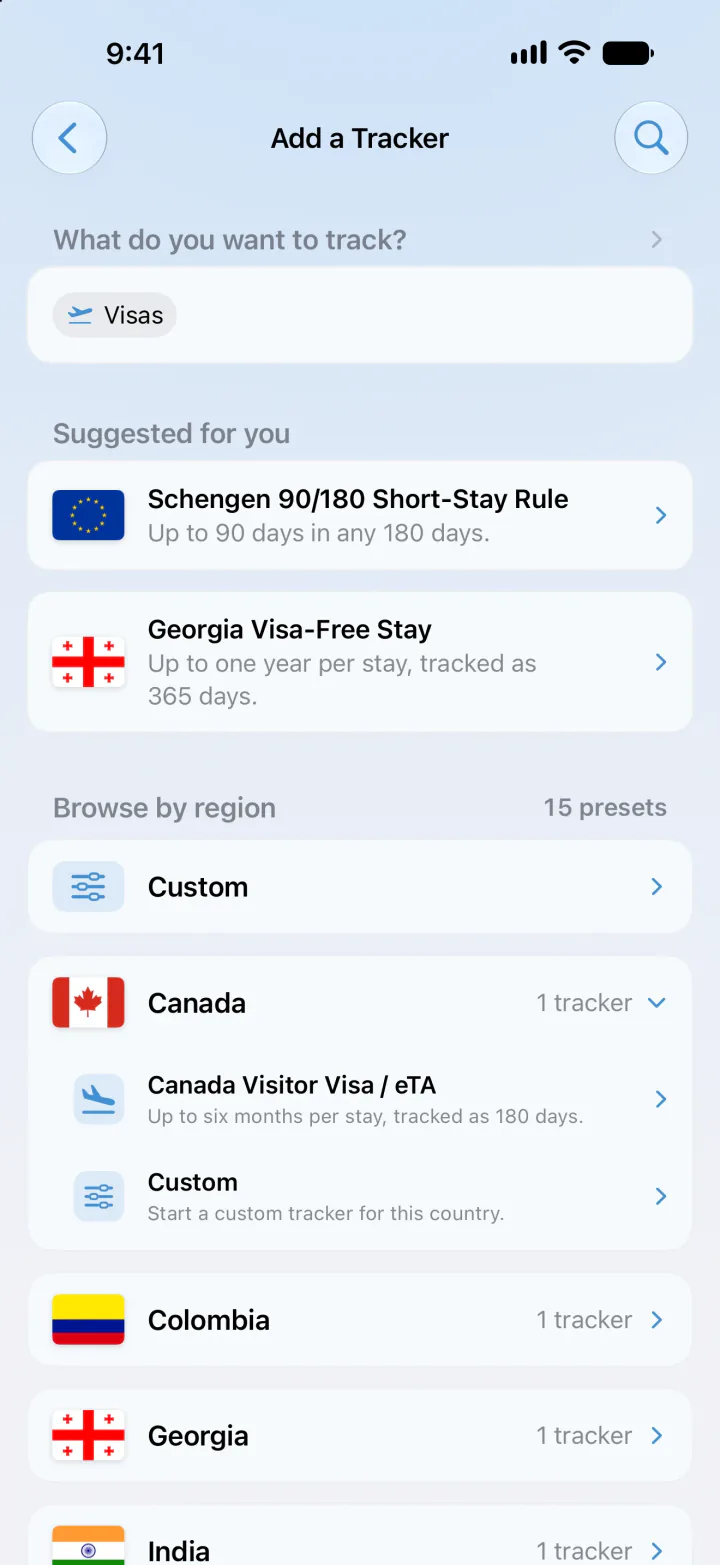 9:41
Add a Tracker
What do you want to track?
Visas
Suggested for you
Schengen 90/180 Short-Stay Rule
Up to 90 days in any 180 days.
Georgia Visa-Free Stay
Up to one year per stay, tracked as
365 days.
Browse by region 15 presets
Custom
Canada 1 tracker
Canada Visitor Visa / eTA
Up to six months per stay, tracked as 180 days.
Custom
Start a custom tracker for this country.
Colombia 1 tracker
Georgia 1 tracker
India 1 tracker